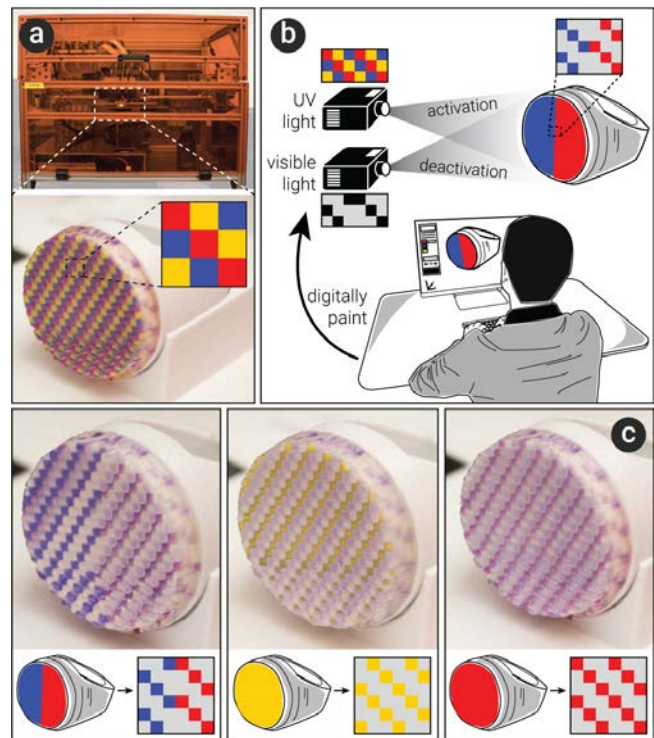 a
b
UV
light
activation
visible
light
deactivation
digitally
paint
c